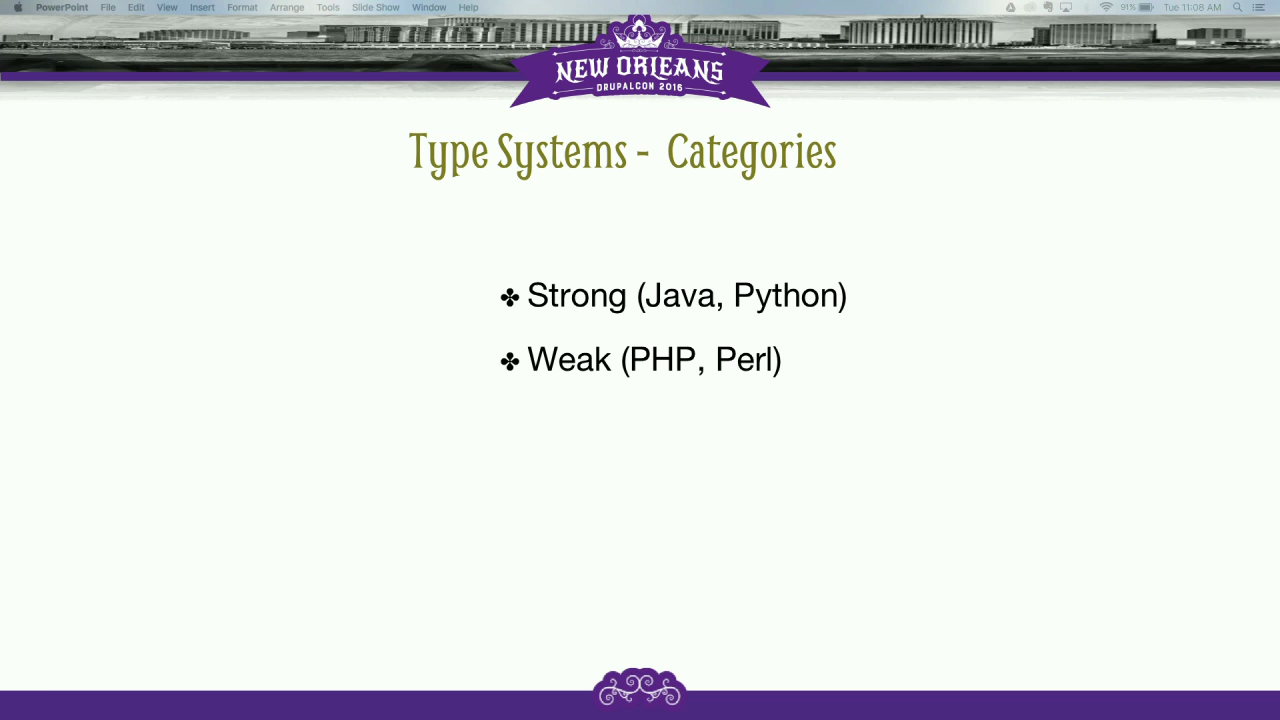 PowerPoint File Edit View Insert Format Arrange Tools Slide Show Window Help 91% Tue 11:08 AM
NEW ORLEANS
DRUPALCON 2016
Type Systems - Categories
✤ Strong (Java, Python)
✤ Weak (PHP, Perl)